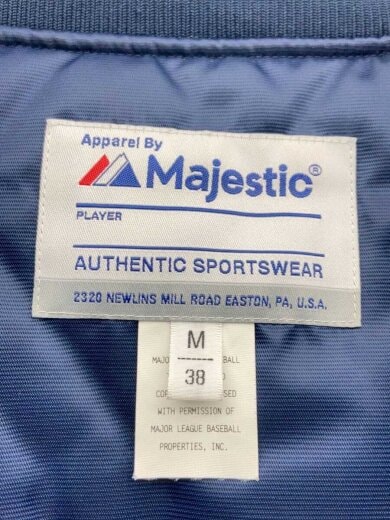 Apparel By
Majestic®
PLAYER
AUTHENTIC SPORTSWEAR
2320 NEWLINS MILL ROAD EASTON, PA, U.S.A.
M
38
WITH PERMISSION OF
MAJOR LEAGUE BASEBALL
PROPERTIES, INC.